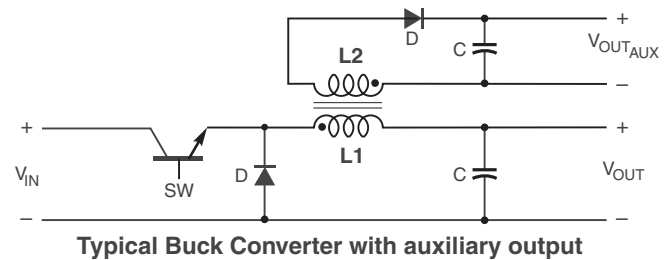 D
C
+
V_OUT_AUX
−
L2
+
V_IN
−
SW
D
L1
C
+
V_OUT
−
Typical Buck Converter with auxiliary output